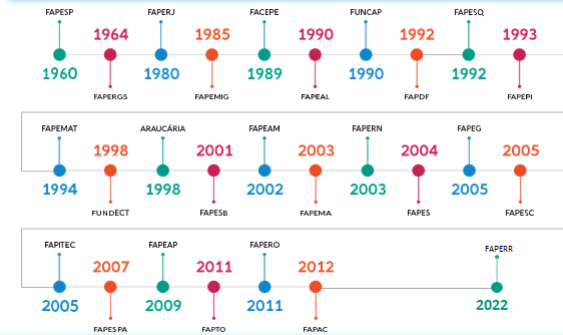 FAPESP FAPERJ FACEPE FUNCAP FAPESQ
1964 1985 1990 1992 1993
1960 1980 1989 1990 1992
FAPERGS FAPEMIG FAPEAL FAPDF FAPEPI
FAPEMAT ARAUCÁRIA FAPEAM FAPERN FAPEG
1998 2001 2003 2004 2005
1994 1998 2002 2003 2005
FUNDECT FAPESB FAPEMA FAPES FAPESC
FAPITEC FAPEAP FAPERO FAPERR
2007 2011 2012
2005 2009 2011 2022
FAPESPA FAPTO FAPAC